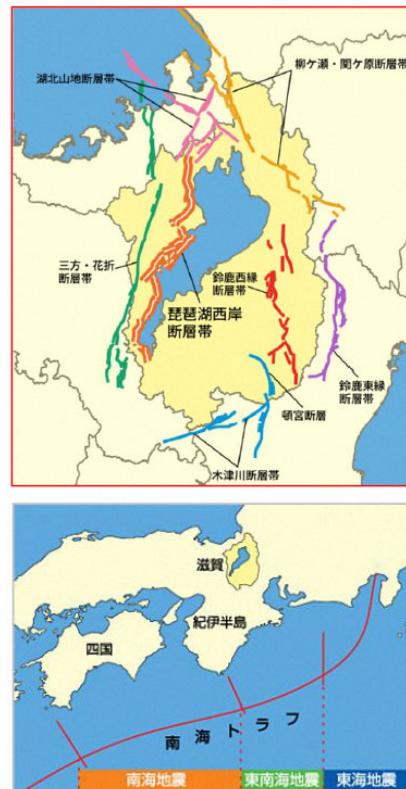 湖北山地断層帯
柳ケ瀬・関ケ原断層帯
三方・花折
断層帯
琵琶湖西岸
断層帯
鈴鹿西縁
断層帯
鈴鹿東縁
断層帯
頓宮断層
木津川断層帯
滋賀
紀伊半島
四国
南海トラフ
南海地震
東南海地震
東海地震